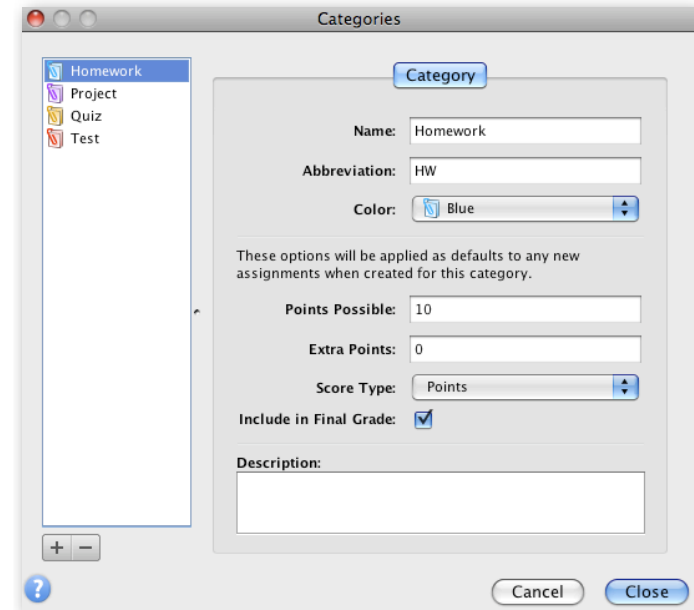 Categories
Homework
Project
Quiz
Test
Category
Name: Homework
Abbreviation: HW
Color: Blue
These options will be applied as defaults to any new
assignments when created for this category.
Points Possible: 10
Extra Points: 0
Score Type: Points
Include in Final Grade:
Description:
+ −
? Cancel Close